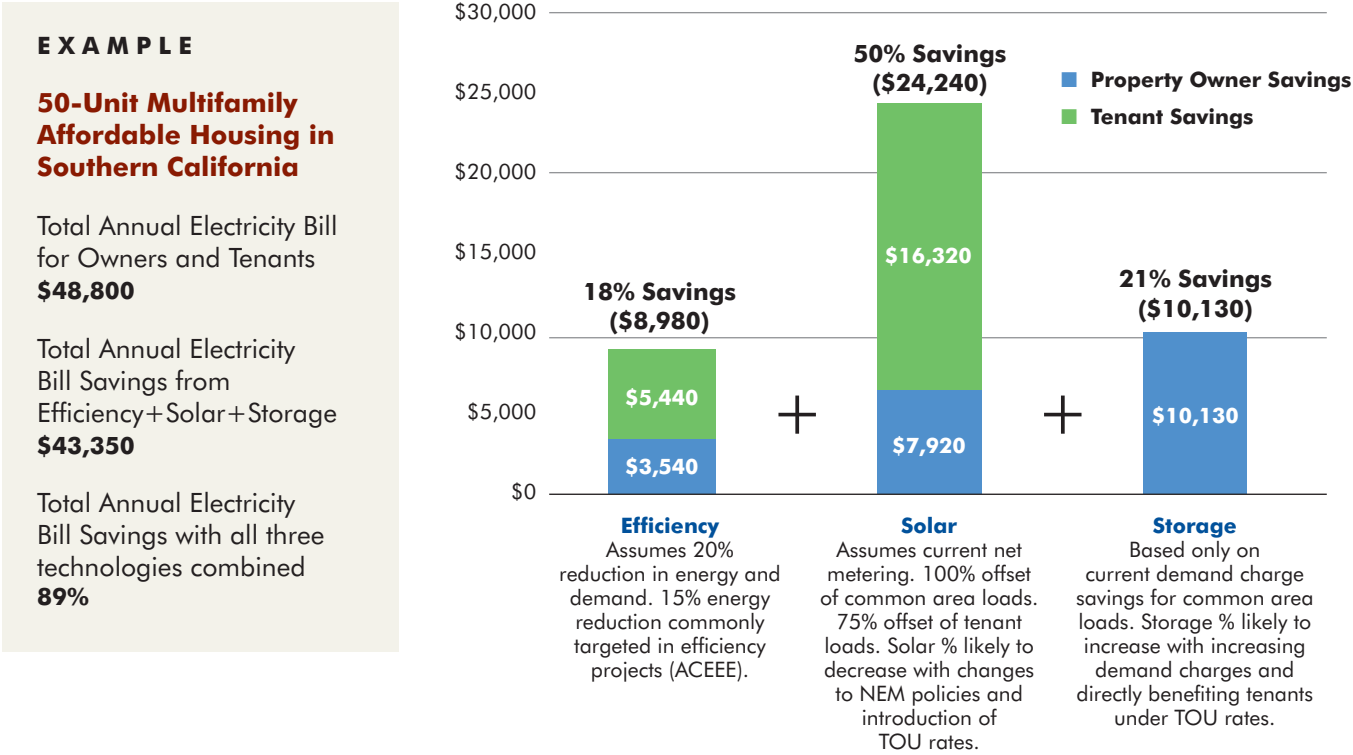 EXAMPLE
50-Unit Multifamily
Affordable Housing in
Southern California
Total Annual Electricity Bill
for Owners and Tenants
$48,800
Total Annual Electricity
Bill Savings from
Efficiency+Solar+Storage
$43,350
Total Annual Electricity
Bill Savings with all three
technologies combined
89%
$30,000
$25,000
$20,000
$15,000
$10,000
$5,000
$0
Property Owner Savings
Tenant Savings
18% Savings
($8,980)
$5,440
$3,540
+
50% Savings
($24,240)
$16,320
$7,920
+
21% Savings
($10,130)
$10,130
Efficiency
Assumes 20%
reduction in energy and
demand. 15% energy
reduction commonly
targeted in efficiency
projects (ACEEE).
Solar
Assumes current net
metering. 100% offset
of common area loads.
75% offset of tenant
loads. Solar % likely to
decrease with changes
to NEM policies and
introduction of
TOU rates.
Storage
Based only on
current demand charge
savings for common area
loads. Storage % likely to
increase with increasing
demand charges and
directly benefiting tenants
under TOU rates.